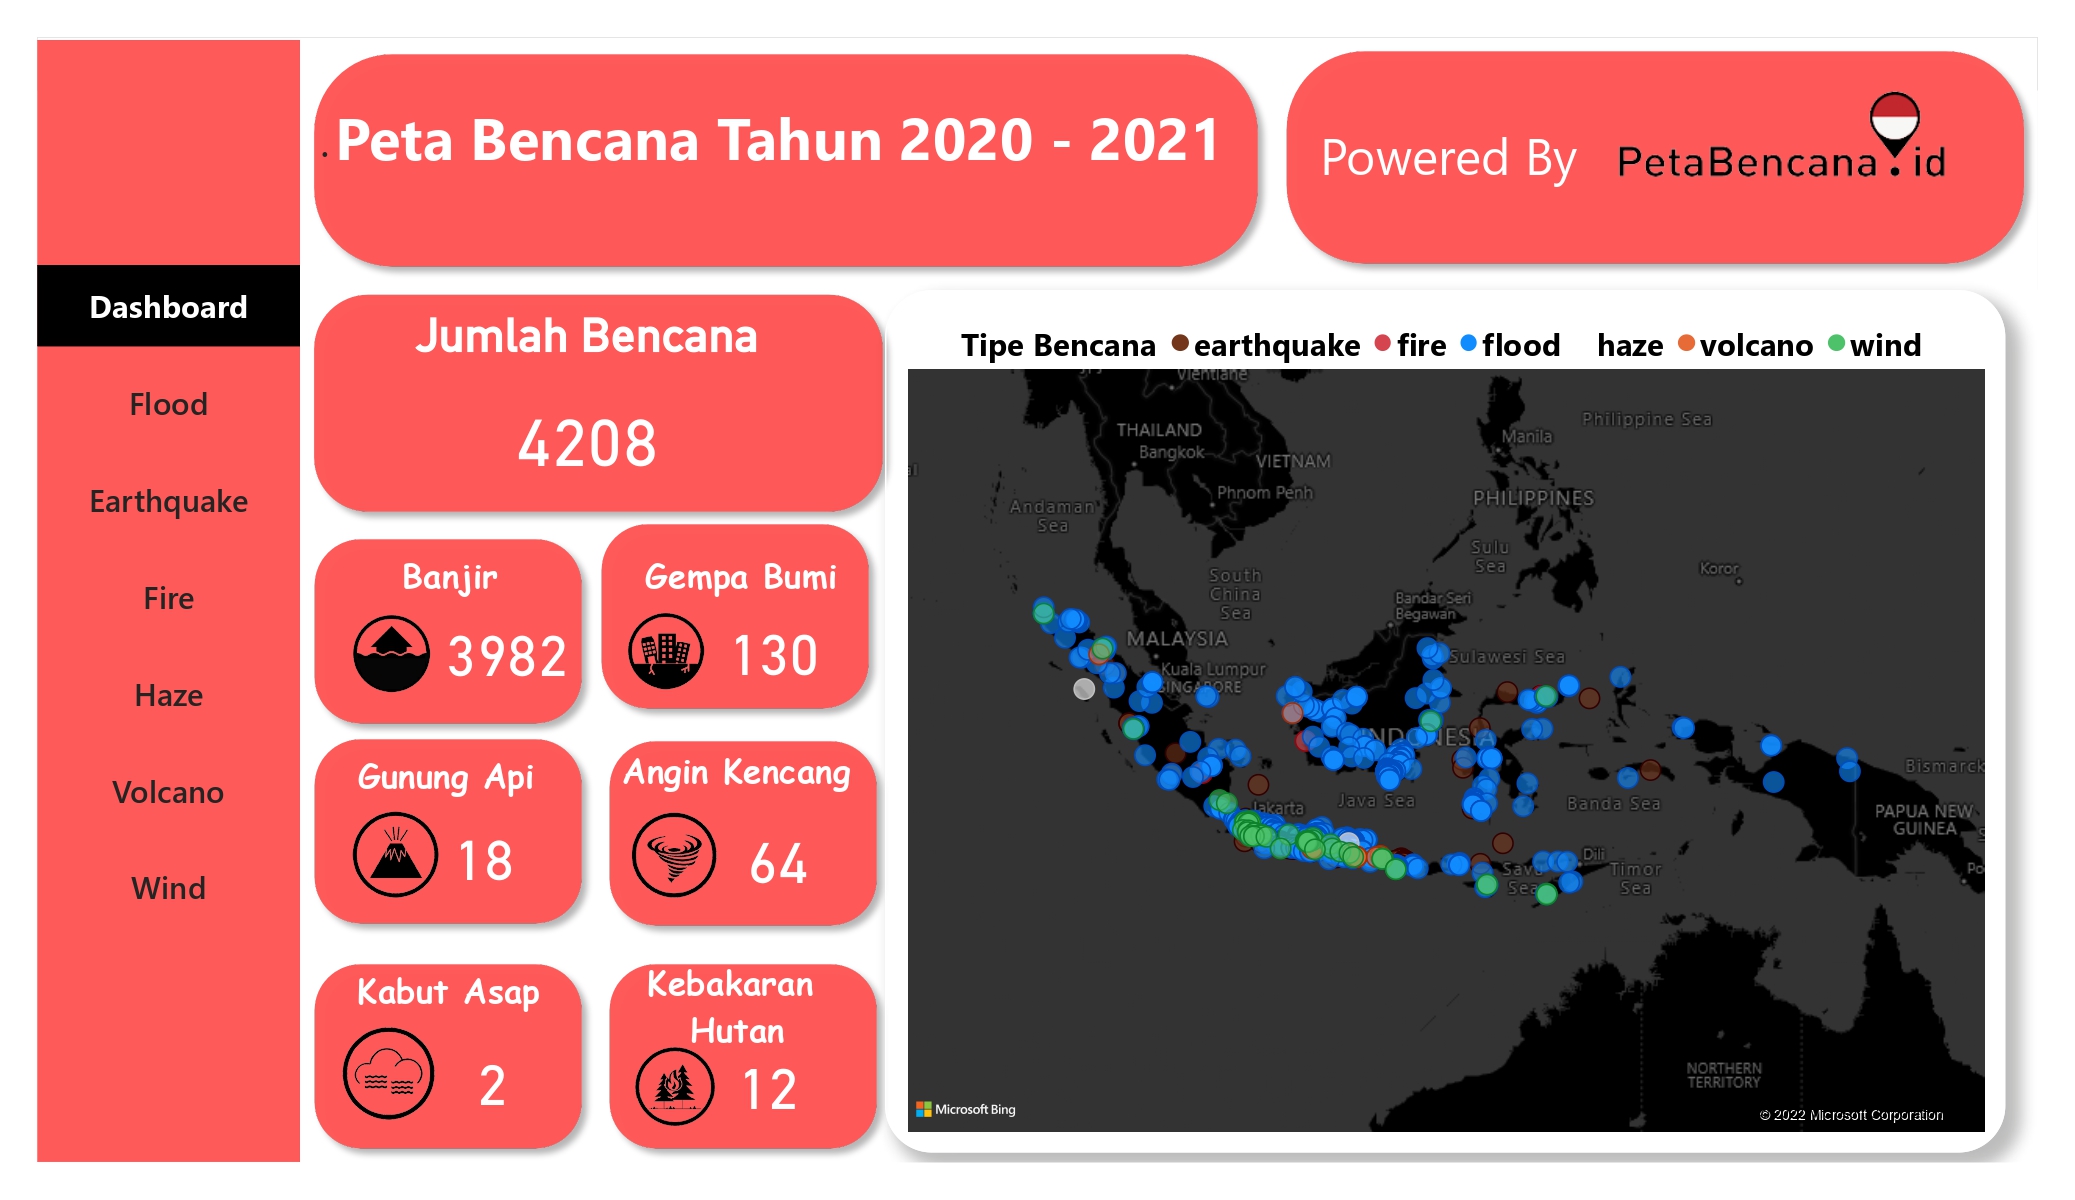 Peta Bencana Tahun 2020 - 2021
Powered By
PetaBencana.id
Dashboard
Flood
Earthquake
Fire
Haze
Volcano
Wind
Jumlah Bencana
4208
Banjir
3982
Gempa Bumi
130
Gunung Api
18
Angin Kencang
64
Kabut Asap
2
Kebakaran
Hutan
12
Tipe Bencana earthquake fire flood haze volcano wind
Vientiane
THAILAND
Bangkok
VIETNAM
Phnom Penh
Andaman
Sea
Manila
Philippine Sea
PHILIPPINES
Sulu
Sea
Koror
South
China
Sea
Bandar Seri
Begawan
MALAYSIA
Kuala Lumpur
SINGAPORE
Sulawesi Sea
INDONESIA
Jakarta
Java Sea
Banda Sea
Bismarck
PAPUA NEW
GUINEA
Dili
Savu
Sea
Timor
Sea
NORTHERN
TERRITORY
Microsoft Bing
© 2022 Microsoft Corporation